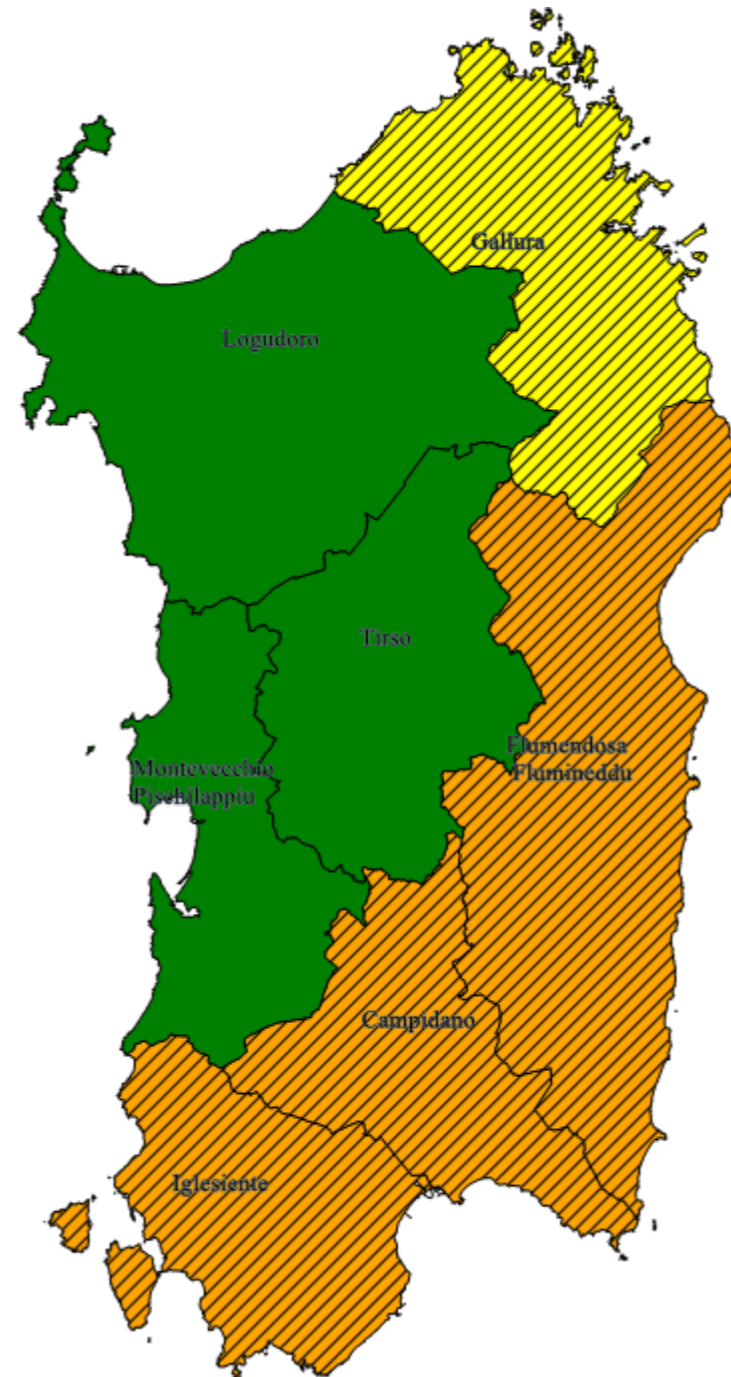 Gallura
Logudoro
Tirso
Flumendosa
Flumineddu
Montevecchio
Pischilappiu
Campidano
Iglesiente